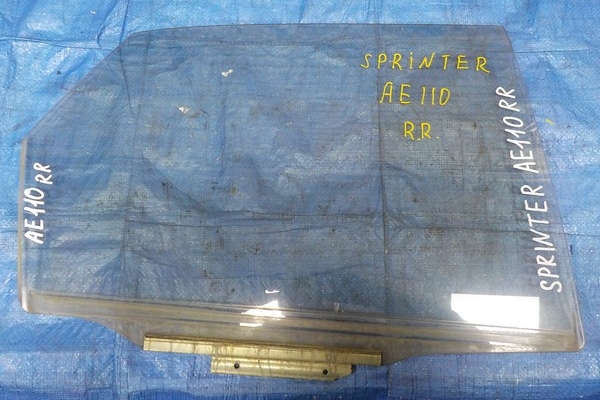 SPRINTER
AE110
R.R.
AE110 RR
SPRINTER AE110 RR